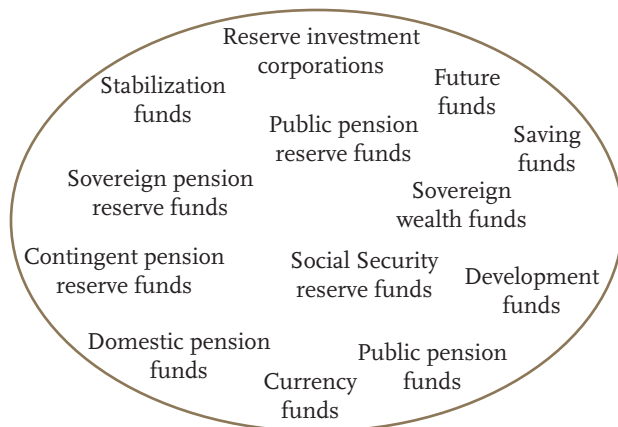 Reserve investment
corporations
Stabilization
funds
Future
funds
Public pension
reserve funds
Saving
funds
Sovereign pension
reserve funds
Sovereign
wealth funds
Contingent pension
reserve funds
Social Security
reserve funds
Development
funds
Domestic pension
funds
Public pension
funds
Currency
funds